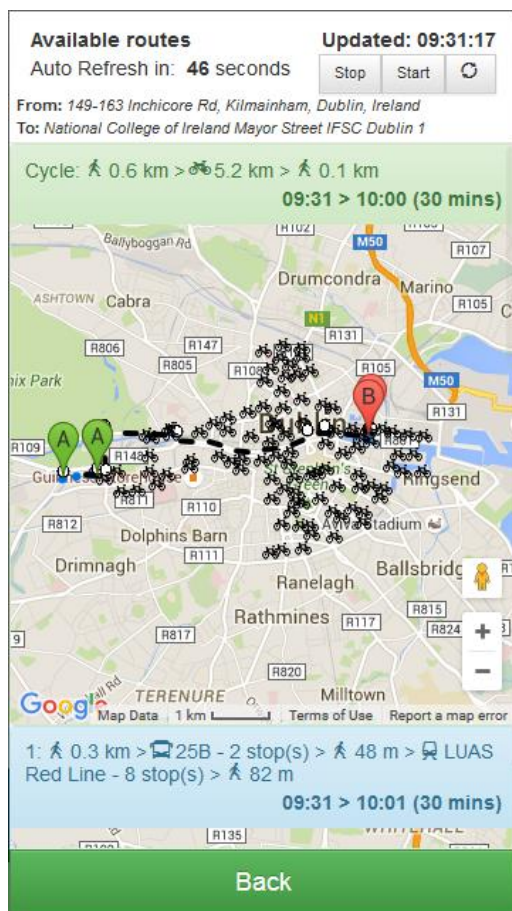 Available routes
Updated: 09:31:17
Auto Refresh in: 46 seconds
Stop
Start
From: 149-163 Inchicore Rd, Kilmainham, Dublin, Ireland
To: National College of Ireland Mayor Street IFSC Dublin 1
Cycle: 0.6 km > 5.2 km > 0.1 km
09:31 > 10:00 (30 mins)
R102
Ballyboggan Rd
M50
R107
Drumcondra
Marino
ASHTOWN
Cabra
R105
N1
R131
R806
R147
R805
R108
R105
M50
R131
B
A
A
R109
R148
R801
R811
Ringsend
R110
R812
Dolphins Barn
Aviva Stadium
R111
Drimnagh
Ballsbridge
Ranelagh
R815
Rathmines
R117
R824
R817
+
R820
−
Milltown
TERENURE
Google
Map Data
1 km
Terms of Use
Report a map error
1: 0.3 km > 25B - 2 stop(s) > 48 m > LUAS
Red Line - 8 stop(s) > 82 m
09:31 > 10:01 (30 mins)
R135
WHITEHALL
Back